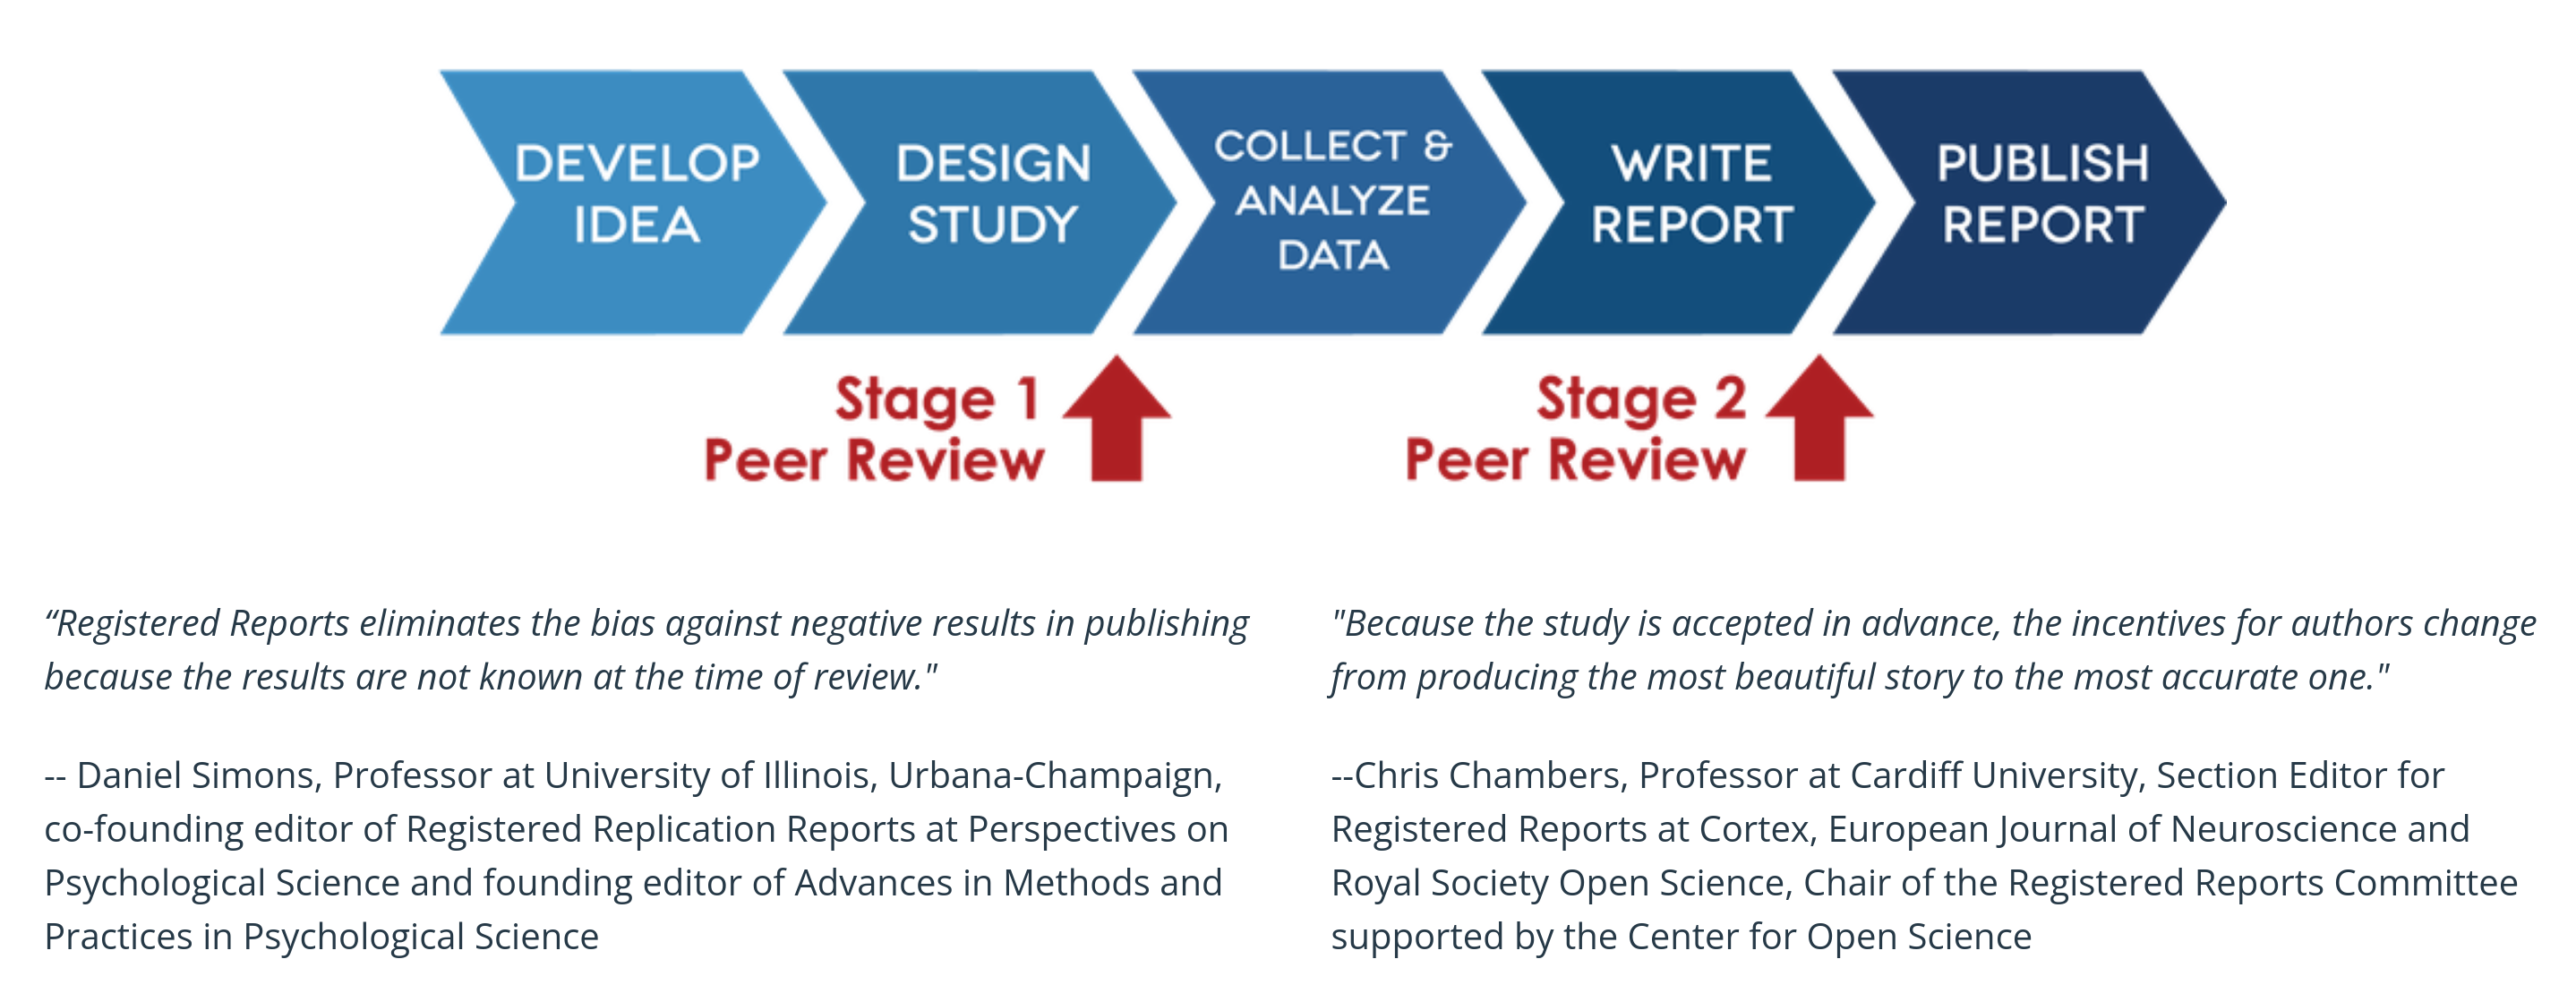 DEVELOP
IDEA
DESIGN
STUDY
COLLECT &
ANALYZE
DATA
WRITE
REPORT
PUBLISH
REPORT
Stage 1
Peer Review
Stage 2
Peer Review
“Registered Reports eliminates the bias against negative results in publishing
because the results are not known at the time of review."
-- Daniel Simons, Professor at University of Illinois, Urbana-Champaign,
co-founding editor of Registered Replication Reports at Perspectives on
Psychological Science and founding editor of Advances in Methods and
Practices in Psychological Science
"Because the study is accepted in advance, the incentives for authors change
from producing the most beautiful story to the most accurate one."
--Chris Chambers, Professor at Cardiff University, Section Editor for
Registered Reports at Cortex, European Journal of Neuroscience and
Royal Society Open Science, Chair of the Registered Reports Committee
supported by the Center for Open Science